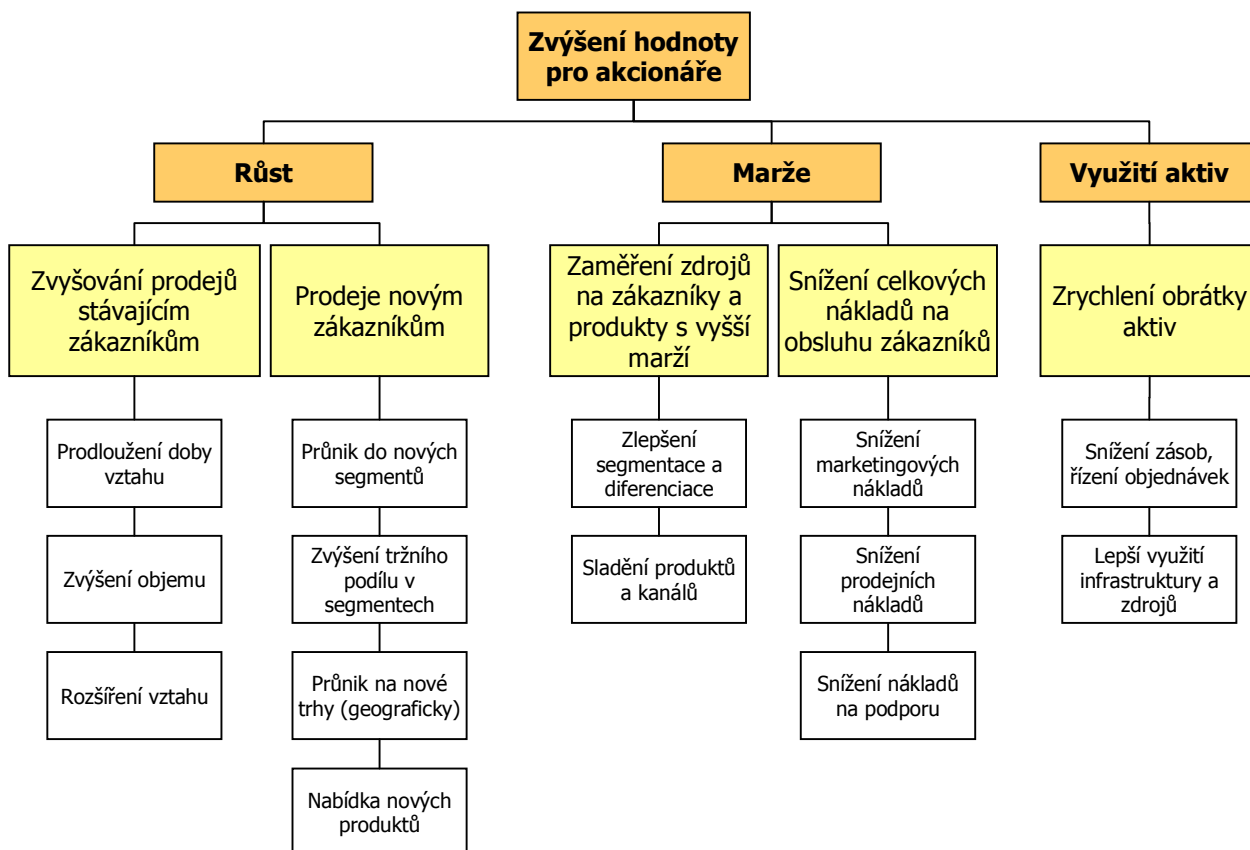 Zvýšení hodnoty
pro akcionáře
Růst
Marže
Využití aktiv
Zvyšování prodejů
stávajícím
zákazníkům
Prodeje novým
zákazníkům
Zaměření zdrojů
na zákazníky a
produkty s vyšší
marží
Snížení celkových
nákladů na
obsluhu zákazníků
Zrychlení obrátky
aktiv
Prodloužení doby
vztahu
Průnik do nových
segmentů
Zlepšení
segmentace a
diferenciace
Snížení
marketingových
nákladů
Snížení zásob,
řízení objednávek
Zvýšení objemu
Zvýšení tržního
podílu v
segmentech
Sladění produktů
a kanálů
Snížení
prodejních
nákladů
Lepší využití
infrastruktury a
zdrojů
Rozšíření vztahu
Průnik na nové
trhy (geograficky)
Snížení nákladů
na podporu
Nabídka nových
produktů